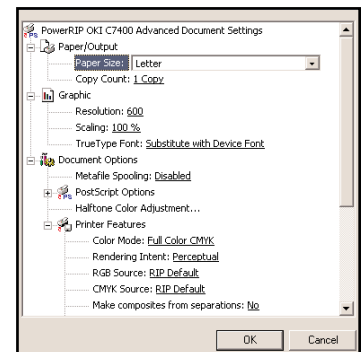 PowerRIP OKI C7400 Advanced Document Settings
Paper/Output
Paper Size: Letter
Copy Count: 1 Copy
Graphic
Resolution: 600
Scaling: 100 %
TrueType Font: Substitute with Device Font
Document Options
Metafile Spooling: Disabled
PostScript Options
Halftone Color Adjustment...
Printer Features
Color Mode: Full Color CMYK
Rendering Intent: Perceptual
RGB Source: RIP Default
CMYK Source: RIP Default
Make composites from separations: No
OK Cancel